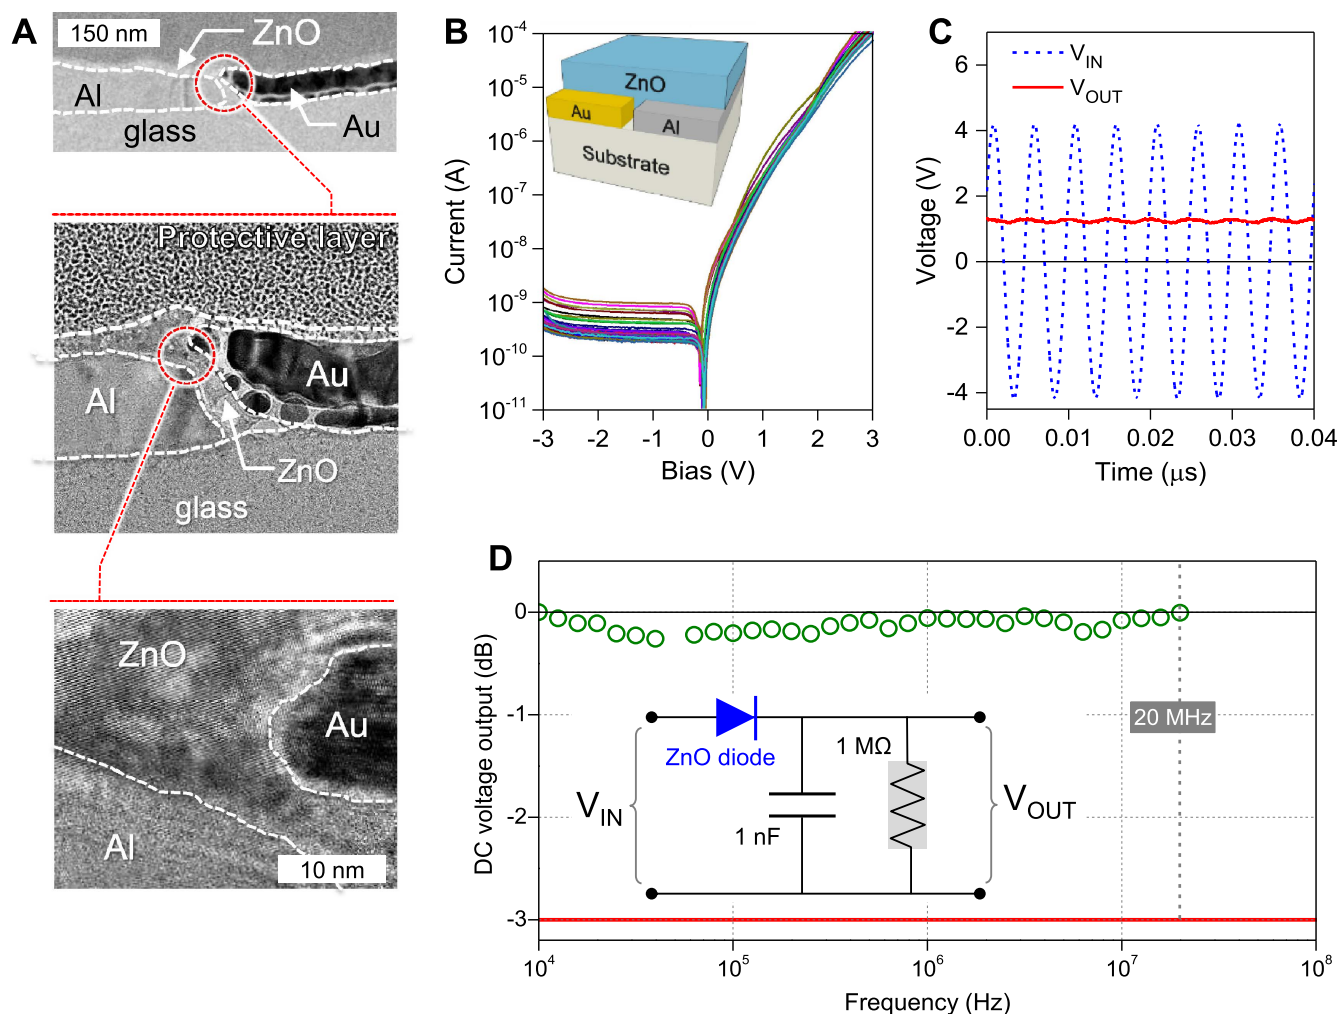 A
150 nm
ZnO
Al
Au
glass
Protective layer
Au
Al
ZnO
glass
ZnO
Au
Al
10 nm
B
10⁻⁴
10⁻⁵
10⁻⁶
10⁻⁷
10⁻⁸
10⁻⁹
10⁻¹⁰
10⁻¹¹
Current (A)
ZnO
Au
Al
Substrate
-3 -2 -1 0 1 2 3
Bias (V)
C
V_IN
V_OUT
6
4
2
0
-2
-4
Voltage (V)
0.00 0.01 0.02 0.03 0.04
Time (μs)
D
0
-1
-2
-3
DC voltage output (dB)
20 MHz
ZnO diode
1 MΩ
1 nF
V_IN
V_OUT
10⁴ 10⁵ 10⁶ 10⁷ 10⁸
Frequency (Hz)